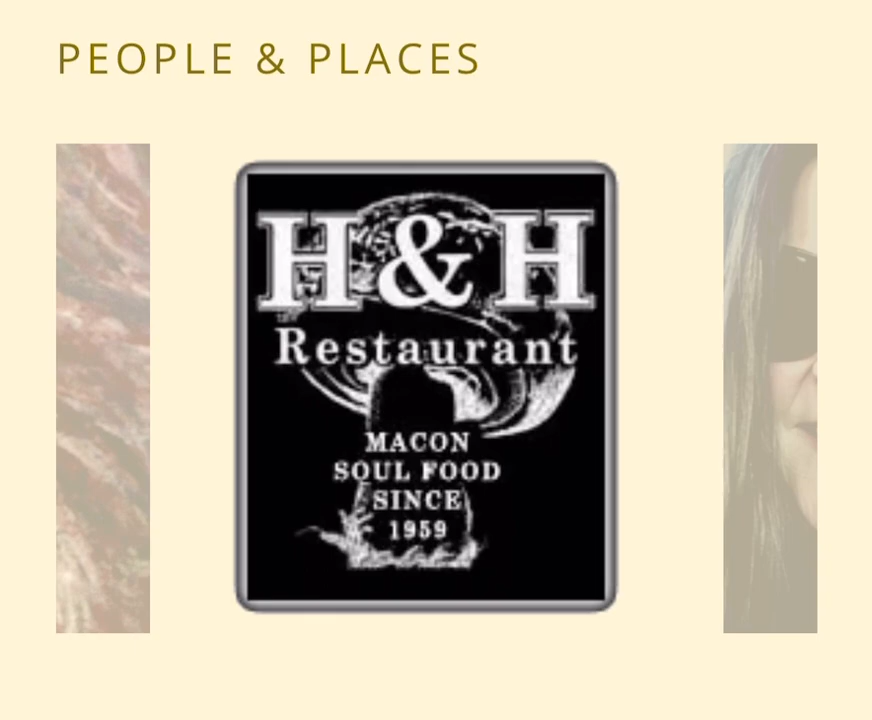 PEOPLE & PLACES
H&H
Restaurant
MACON
SOUL FOOD
SINCE
1959